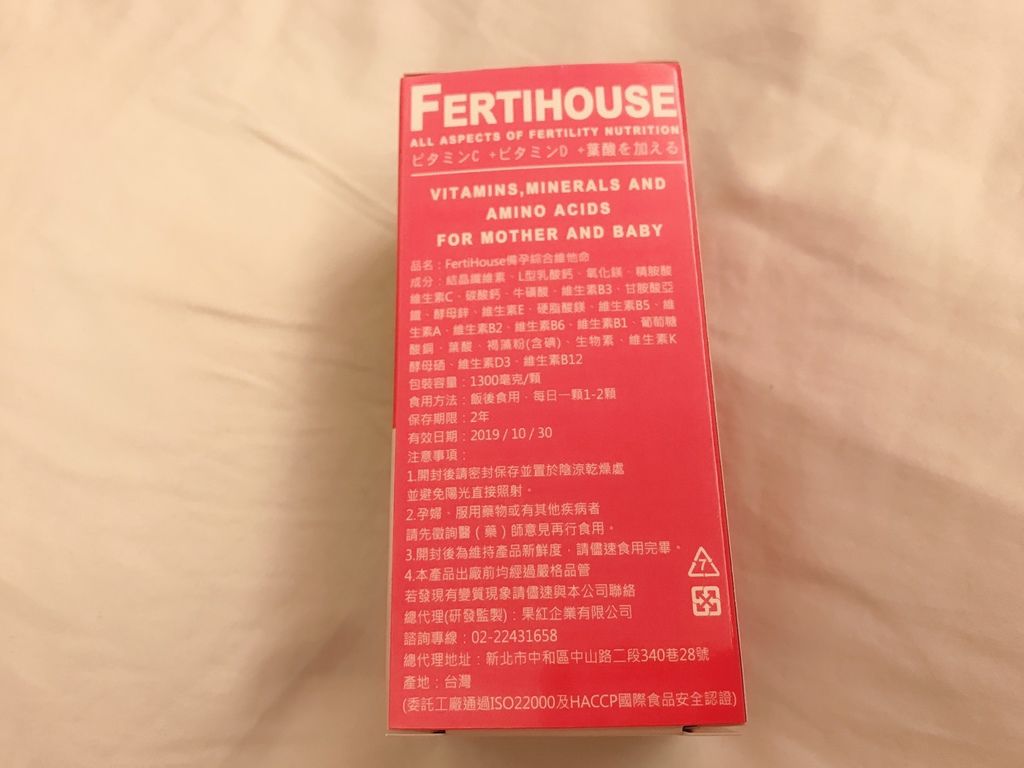 FERTIHOUSE
ALL ASPECTS OF FERTILITY NUTRITION
ビタミンC +ビタミンD +葉酸を加える
VITAMINS,MINERALS AND
AMINO ACIDS
FOR MOTHER AND BABY
品名：FertiHouse備孕綜合維他命
成分：結晶纖維素、L型乳酸鈣、氧化鎂、精胺酸
維生素C、碳酸鈣、牛磺酸、維生素B3、甘胺酸亞
鐵、酵母鋅、維生素E、硬脂酸鎂、維生素B5、維
生素A、維生素B2、維生素B6、維生素B1、葡萄糖
酸銅、葉酸、褐藻粉(含碘)、生物素、維生素K
酵母硒、維生素D3、維生素B12
包裝容量：1300毫克/顆
食用方法：飯後食用，每日一顆1-2顆
保存期限：2年
有效日期：2019 / 10 / 30
注意事項：
1.開封後請密封保存並置於陰涼乾燥處
並避免陽光直接照射。
2.孕婦、服用藥物或有其他疾病者
請先徵詢醫（藥）師意見再行食用。
3.開封後為維持產品新鮮度，請儘速食用完畢。
4.本產品出廠前均經過嚴格品管
若發現有變質現象請儘速與本公司聯絡
總代理(研發監製)：果紅企業有限公司
諮詢專線：02-22431658
總代理地址：新北市中和區中山路二段340巷28號
產地：台灣
(委託工廠通過ISO22000及HACCP國際食品安全認證)
7